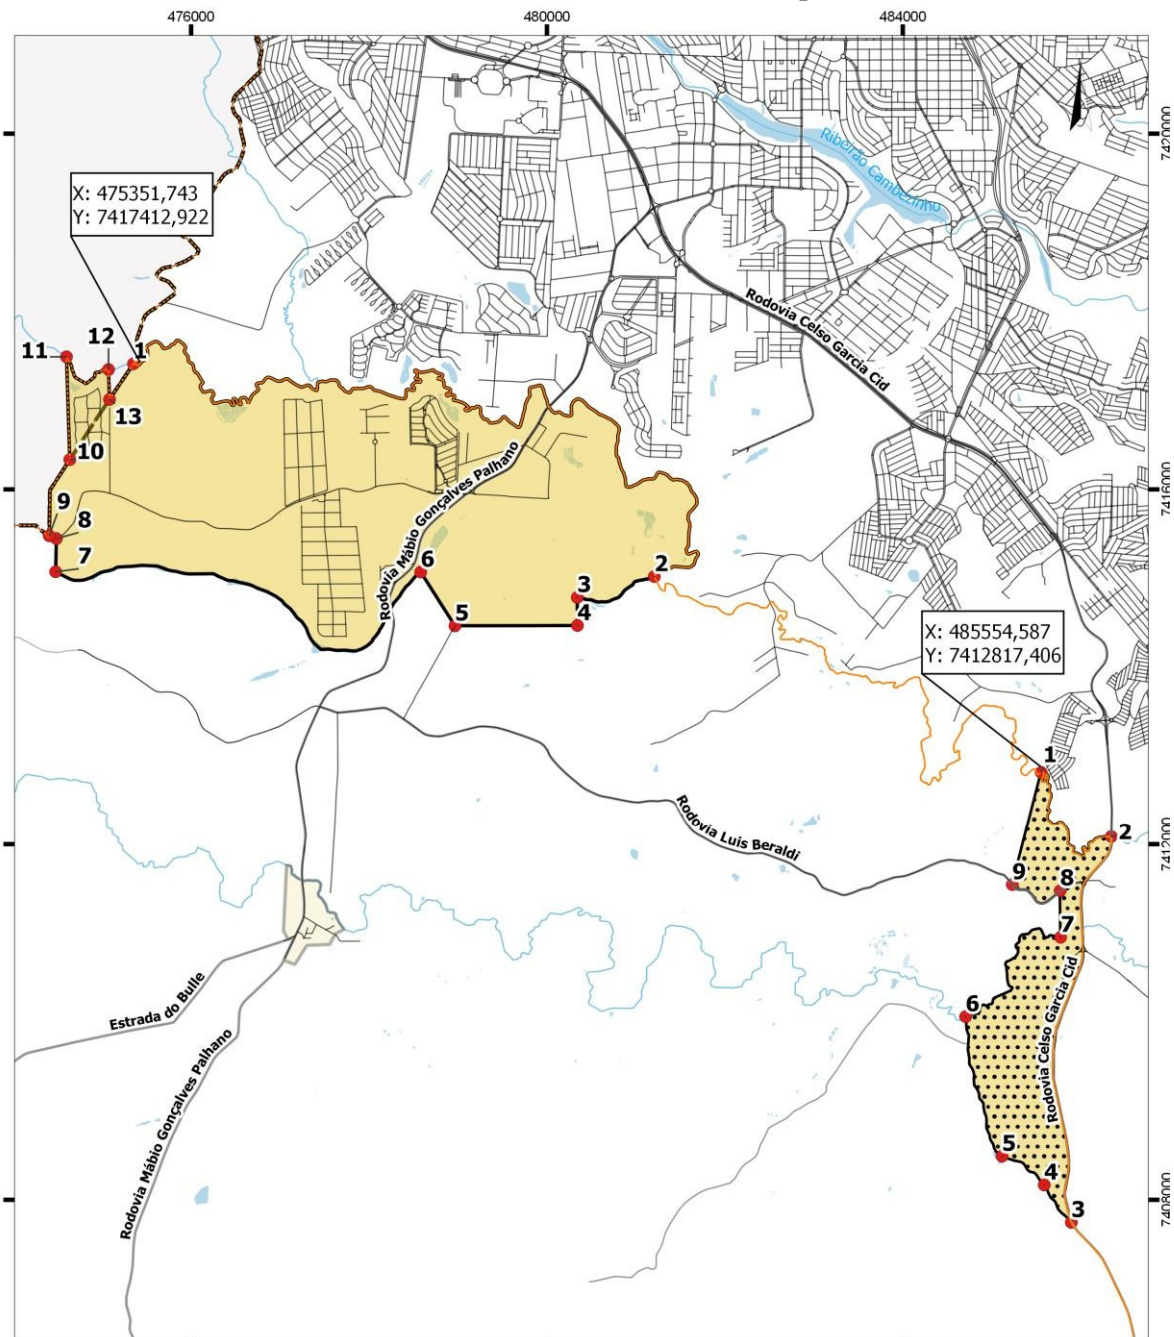 476000
480000
484000
7420000
Ribeirão Cambezinho
X: 475351,743
Y: 7417412,922
Rodovia Celso Garcia Cid
11
12
1
13
10
Rodovia Mábio Gonçalves Palhano
7416000
9
8
7
6
2
3
5
4
X: 485554,587
Y: 7412817,406
1
Rodovia Luis Beraldi
2
7412000
9
8
7
Rodovia Celso Garcia Cid
6
Estrada do Bulle
Rodovia Mábio Gonçalves Palhano
5
4
3
7408000